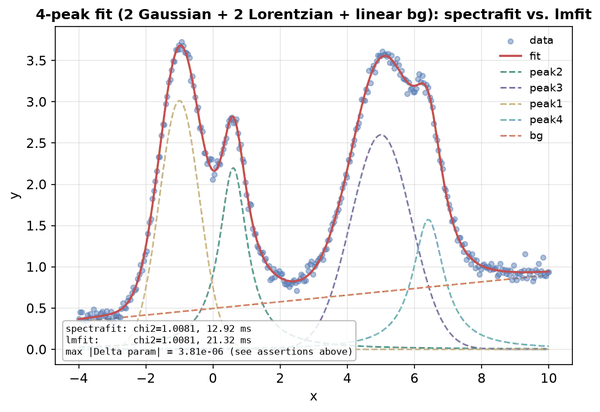 4-peak fit (2 Gaussian + 2 Lorentzian + linear bg): spectrafit vs. lmfit
data
fit
peak2
peak3
peak1
peak4
bg
y
3.5
3.0
2.5
2.0
1.5
1.0
0.5
0.0
spectrafit: chi2=1.0081, 12.92 ms
lmfit: chi2=1.0081, 21.32 ms
max |Delta param| = 3.81e-06 (see assertions above)
−4 −2 0 2 4 6 8 10
x